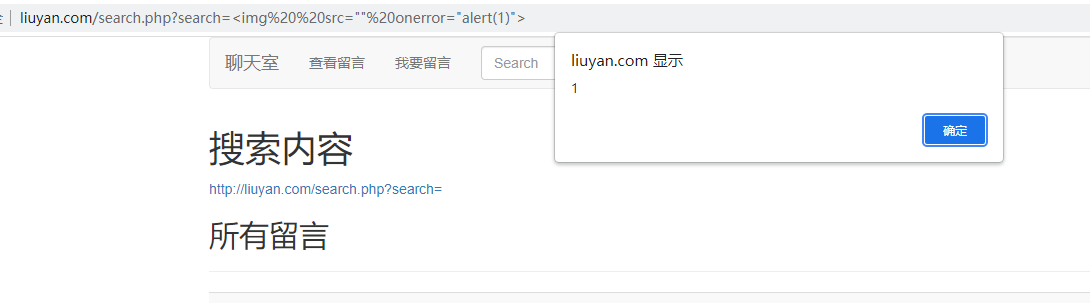 liuyan.com/search.php?search=<img%20%20src=""%20onerror="alert(1)">
聊天室 查看留言 我要留言 Search
liuyan.com 显示
1
确定
搜索内容
http://liuyan.com/search.php?search=
所有留言